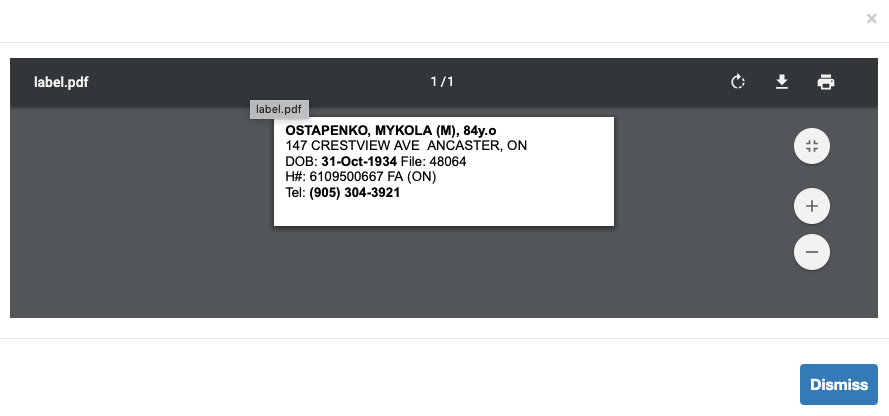 ×
label.pdf
1 / 1
label.pdf
OSTAPENKO, MYKOLA (M), 84y.o
147 CRESTVIEW AVE  ANCASTER, ON
DOB: 31-Oct-1934 File: 48064
H#: 6109500667 FA (ON)
Tel: (905) 304-3921
Dismiss